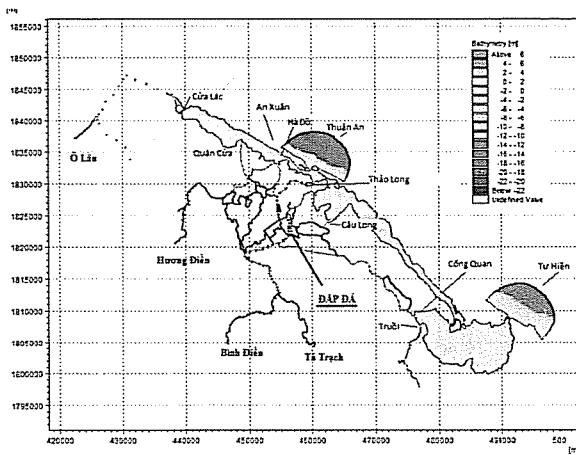 [m]
1855000
1850000
1845000
1840000
1835000
1830000
1825000
1820000
1815000
1810000
1805000
1800000
1795000
Cửa Lác
An Xuân
Hà Đồ
Thuận An
Quán Cửa
Ô Lâu
Thảo Long
Cầu Long
Hương Điền
ĐẬP ĐÁ
Cống Quan
Tư Hiền
Truồi
Bình Điền
Tả Trạch
Bathymetry [m]
Above 6
4 - 6
2 - 4
0 - 2
-2 - 0
-4 - -2
-6 - -4
-8 - -6
-10 - -8
-12 - -10
-14 - -12
-16 - -14
-18 - -16
-20 - -18
-22 - -20
Below -22
Undefined Value
420000 430000 440000 450000 460000 470000 480000